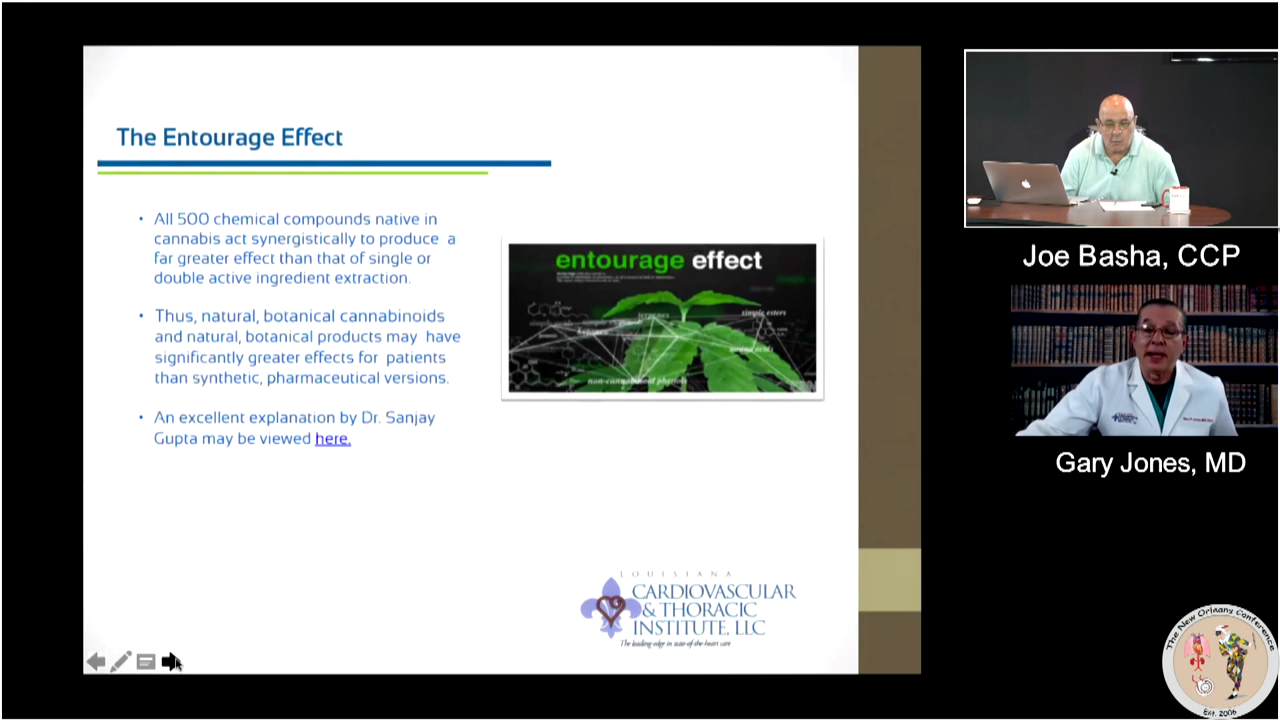 The Entourage Effect
• All 500 chemical compounds native in
cannabis act synergistically to produce a
far greater effect than that of single or
double active ingredient extraction.
• Thus, natural, botanical cannabinoids
and natural, botanical products may have
significantly greater effects for patients
than synthetic, pharmaceutical versions.
• An excellent explanation by Dr. Sanjay
Gupta may be viewed here.
entourage effect
terpenes
simple esters
amino acids
non-cannabinoid phenols
LOUISIANA
CARDIOVASCULAR
& THORACIC
INSTITUTE, LLC
The leading edge in state-of-the-heart care
Joe Basha, CCP
Gary Jones, MD
The New Orlaany Conference
Est. 2006